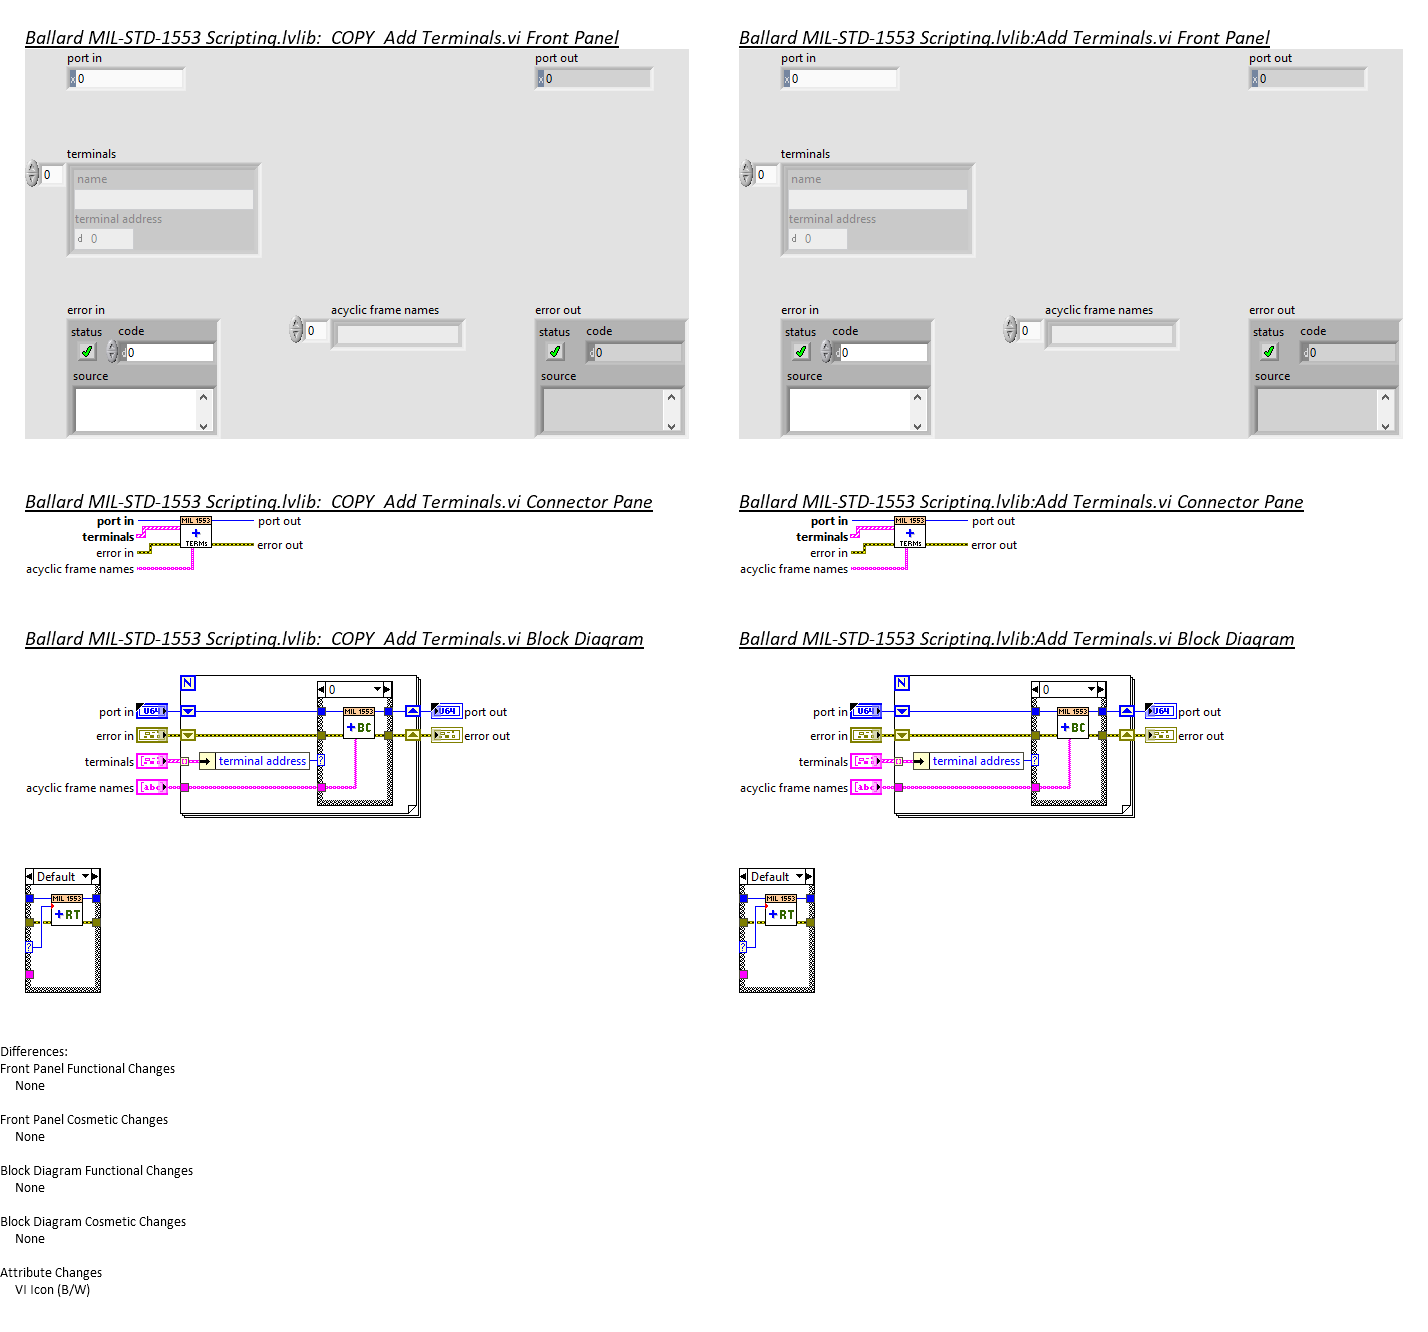 Ballard MIL-STD-1553 Scripting.lvlib:_COPY_Add Terminals.vi Front Panel
port in
x 0
port out
x 0
terminals
0
name
terminal address
d 0
error in
status code
d 0
source
acyclic frame names
0
error out
status code
d 0
source
Ballard MIL-STD-1553 Scripting.lvlib:Add Terminals.vi Front Panel
port in
x 0
port out
x 0
terminals
0
name
terminal address
d 0
error in
status code
d 0
source
acyclic frame names
0
error out
status code
d 0
source
Ballard MIL-STD-1553 Scripting.lvlib:_COPY_Add Terminals.vi Connector Pane
port in
terminals
error in
acyclic frame names
MIL 1553
+
TERMs
port out
error out
Ballard MIL-STD-1553 Scripting.lvlib:Add Terminals.vi Connector Pane
port in
terminals
error in
acyclic frame names
MIL 1553
+
TERMs
port out
error out
Ballard MIL-STD-1553 Scripting.lvlib:_COPY_Add Terminals.vi Block Diagram
N
0
port in
U64
MIL 1553
+BC
U64
port out
error in
error out
terminals
terminal address
?
acyclic frame names
abc
Default
MIL 1553
+RT
?
Ballard MIL-STD-1553 Scripting.lvlib:Add Terminals.vi Block Diagram
N
0
port in
U64
MIL 1553
+BC
U64
port out
error in
error out
terminals
terminal address
?
acyclic frame names
abc
Default
MIL 1553
+RT
?
Differences:
Front Panel Functional Changes
None
Front Panel Cosmetic Changes
None
Block Diagram Functional Changes
None
Block Diagram Cosmetic Changes
None
Attribute Changes
VI Icon (B/W)